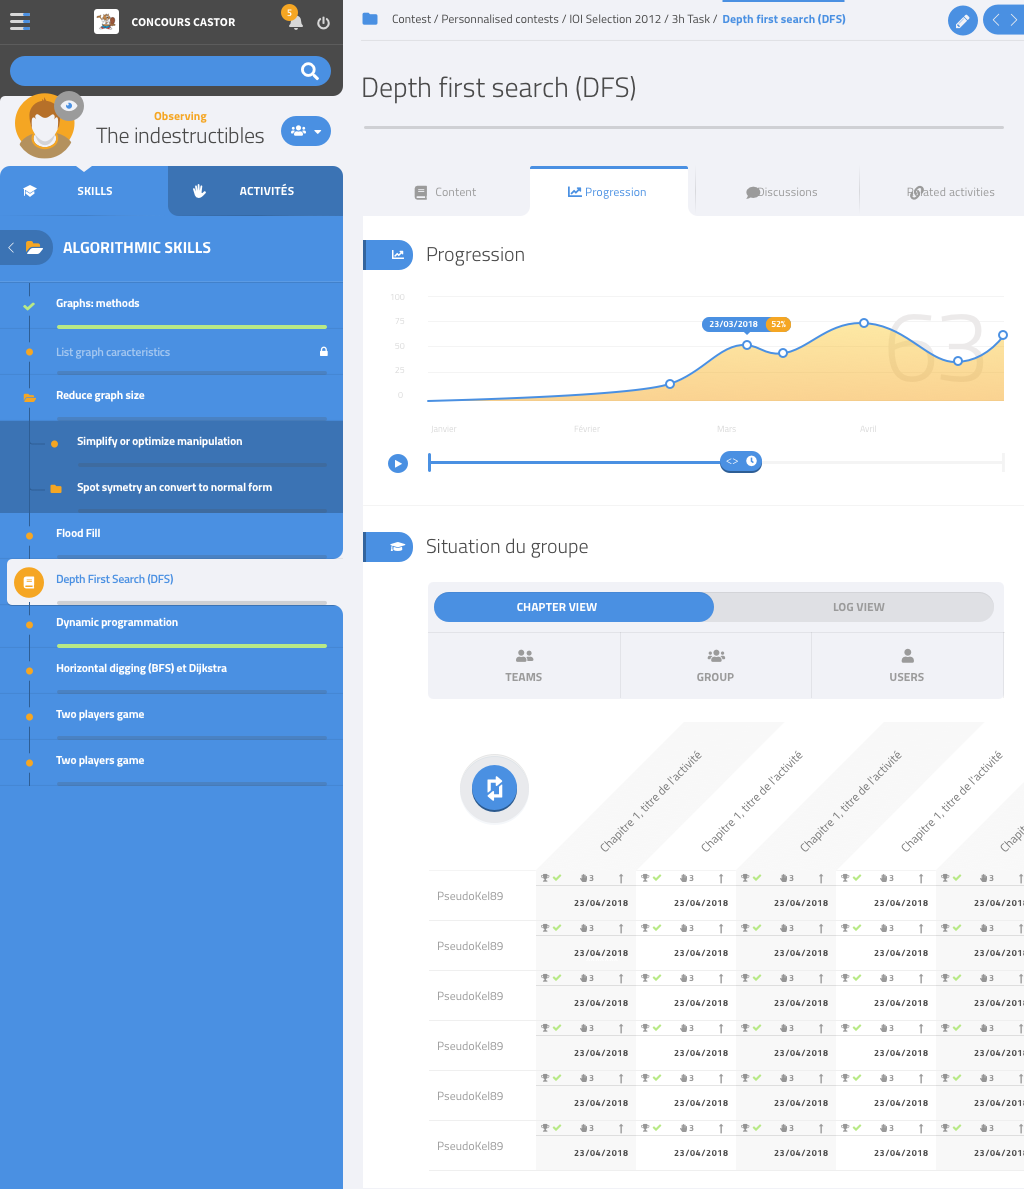 CONCOURS CASTOR
5
Observing
The indestructibles
SKILLS
ACTIVITÉS
ALGORITHMIC SKILLS
Graphs: methods
List graph caracteristics
Reduce graph size
Simplify or optimize manipulation
Spot symetry an convert to normal form
Flood Fill
Depth First Search (DFS)
Dynamic programmation
Horizontal digging (BFS) et Dijkstra
Two players game
Two players game
Contest / Personnalised contests / IOI Selection 2012 / 3h Task / Depth first search (DFS)
Depth first search (DFS)
Content
Progression
Discussions
Related activities
Progression
100
75
50
25
0
23/03/2018 52%
63
Janvier
Février
Mars
Avril
<>
Situation du groupe
CHAPTER VIEW
LOG VIEW
TEAMS
GROUP
USERS
Chapitre 1, titre de l'activité
Chapitre 1, titre de l'activité
Chapitre 1, titre de l'activité
Chapitre 1, titre de l'activité
3 3 3 3 3
PseudoKel89
23/04/2018 23/04/2018 23/04/2018 23/04/2018 23/04/2018
3 3 3 3 3
PseudoKel89
23/04/2018 23/04/2018 23/04/2018 23/04/2018 23/04/2018
3 3 3 3 3
PseudoKel89
23/04/2018 23/04/2018 23/04/2018 23/04/2018 23/04/2018
3 3 3 3 3
PseudoKel89
23/04/2018 23/04/2018 23/04/2018 23/04/2018 23/04/2018
3 3 3 3 3
PseudoKel89
23/04/2018 23/04/2018 23/04/2018 23/04/2018 23/04/2018
3 3 3 3 3
PseudoKel89
23/04/2018 23/04/2018 23/04/2018 23/04/2018 23/04/2018